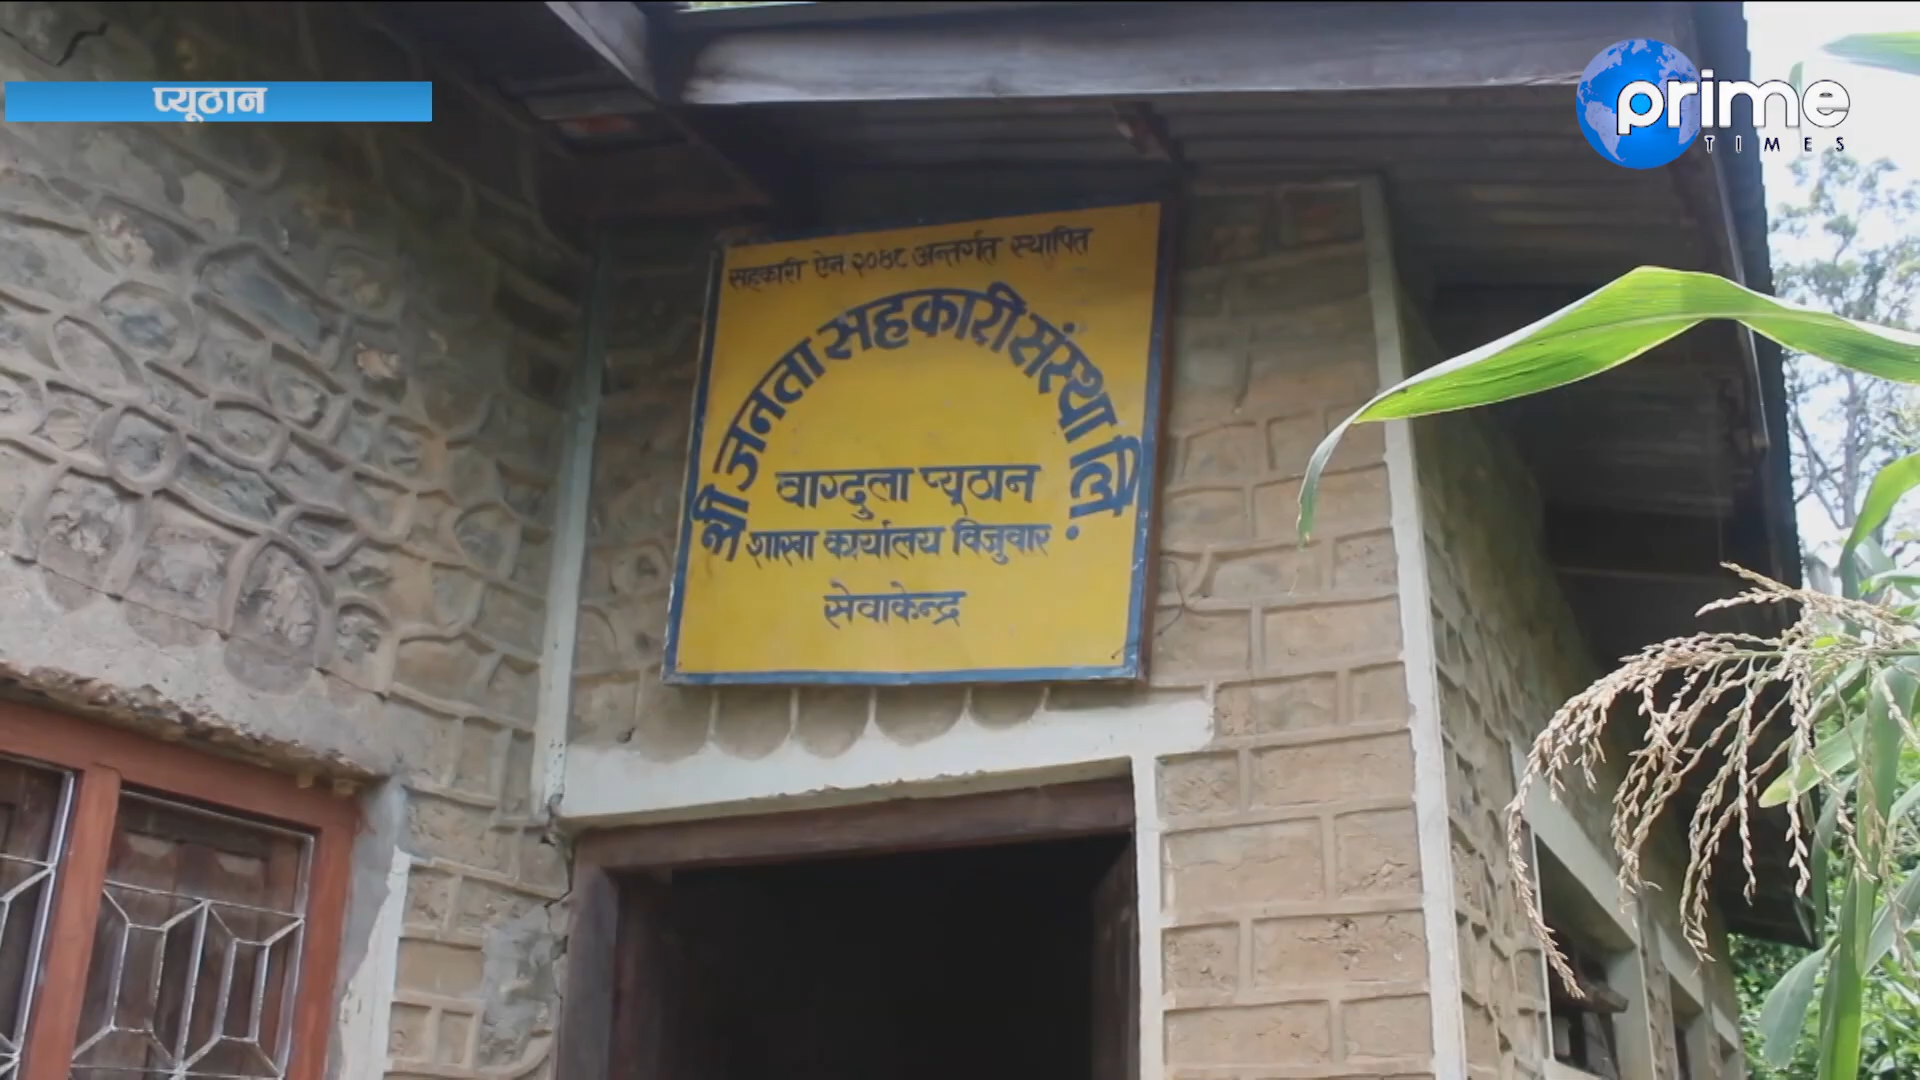 प्यूठान
prime
TIMES
सहकारी ऐन २०४८ अन्तर्गत स्थापित
श्री जनता सहकारी संस्था लि.
वाग्दुला प्यूठान
शाखा कार्यालय विजुवार
सेवाकेन्द्र